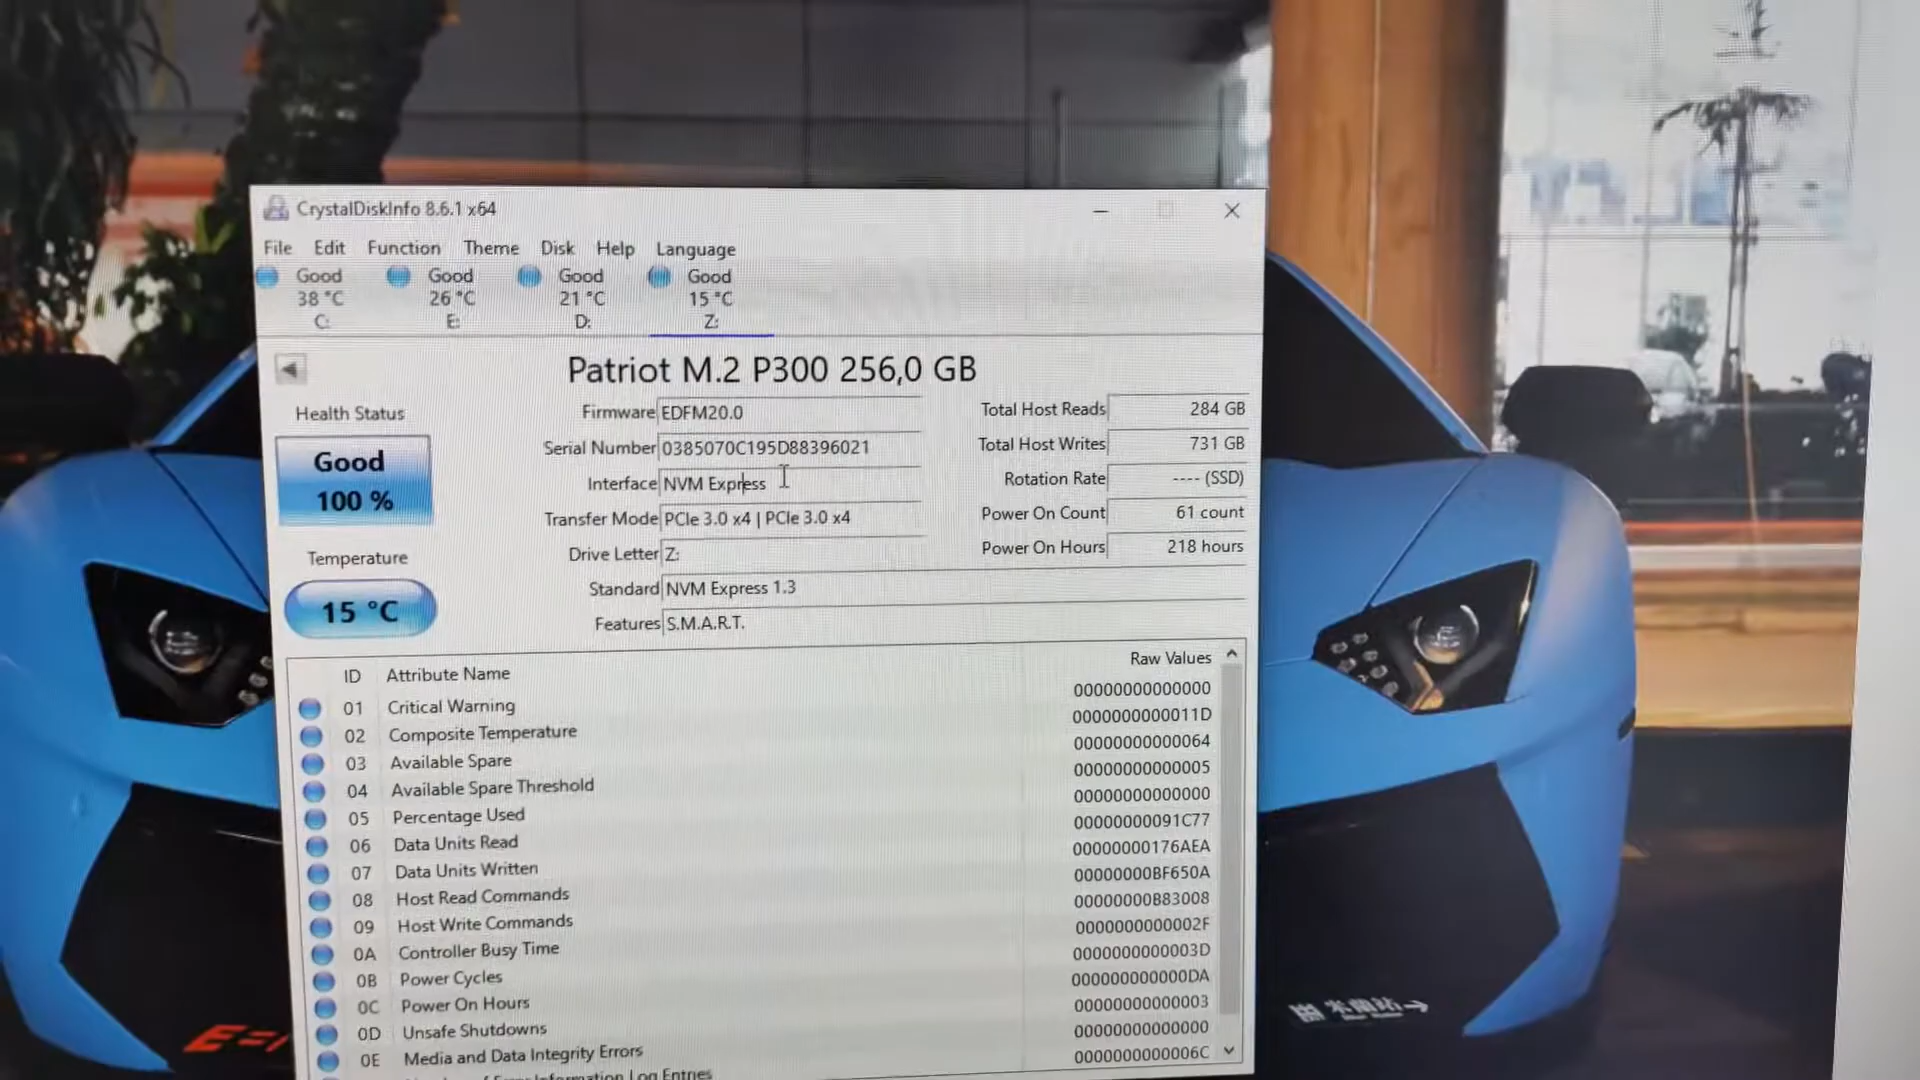 CrystalDiskInfo 8.6.1 x64
File Edit Function Theme Disk Help Language
Good Good Good Good
38 °C 26 °C 21 °C 15 °C
C: E: D: Z:
Patriot M.2 P300 256,0 GB
Health Status
Good
100 %
Temperature
15 °C
Firmware EDFM20.0
Serial Number 0385070C195D88396021
Interface NVM Express
Transfer Mode PCIe 3.0 x4 | PCIe 3.0 x4
Drive Letter Z:
Standard NVM Express 1.3
Features S.M.A.R.T.
Total Host Reads 284 GB
Total Host Writes 731 GB
Rotation Rate ---- (SSD)
Power On Count 61 count
Power On Hours 218 hours
ID Attribute Name Raw Values
01 Critical Warning 00000000000000
02 Composite Temperature 0000000000011D
03 Available Spare 00000000000064
04 Available Spare Threshold 00000000000005
05 Percentage Used 00000000000000
06 Data Units Read 00000000091C77
07 Data Units Written 00000000176AEA
08 Host Read Commands 00000000BF650A
09 Host Write Commands 00000000B83008
0A Controller Busy Time 0000000000002F
0B Power Cycles 0000000000003D
0C Power On Hours 000000000000DA
0D Unsafe Shutdowns 00000000000003
0E Media and Data Integrity Errors 00000000000000
Number of Error Information Log Entries 0000000000006C